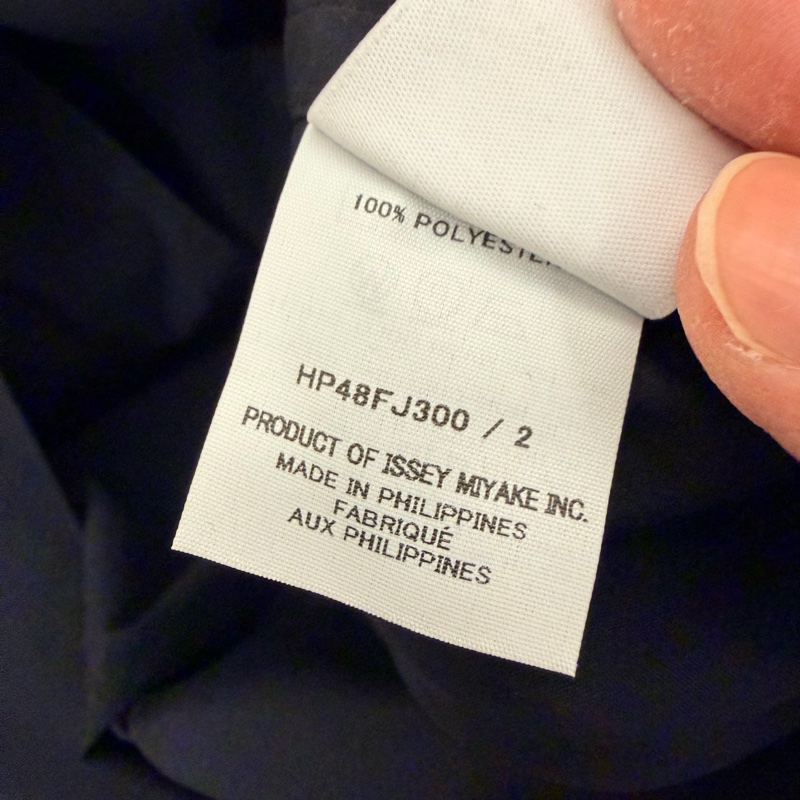 100% POLYESTER
HP48FJ300 / 2
PRODUCT OF ISSEY MIYAKE INC.
MADE IN PHILIPPINES
FABRIQUÉ
AUX PHILIPPINES